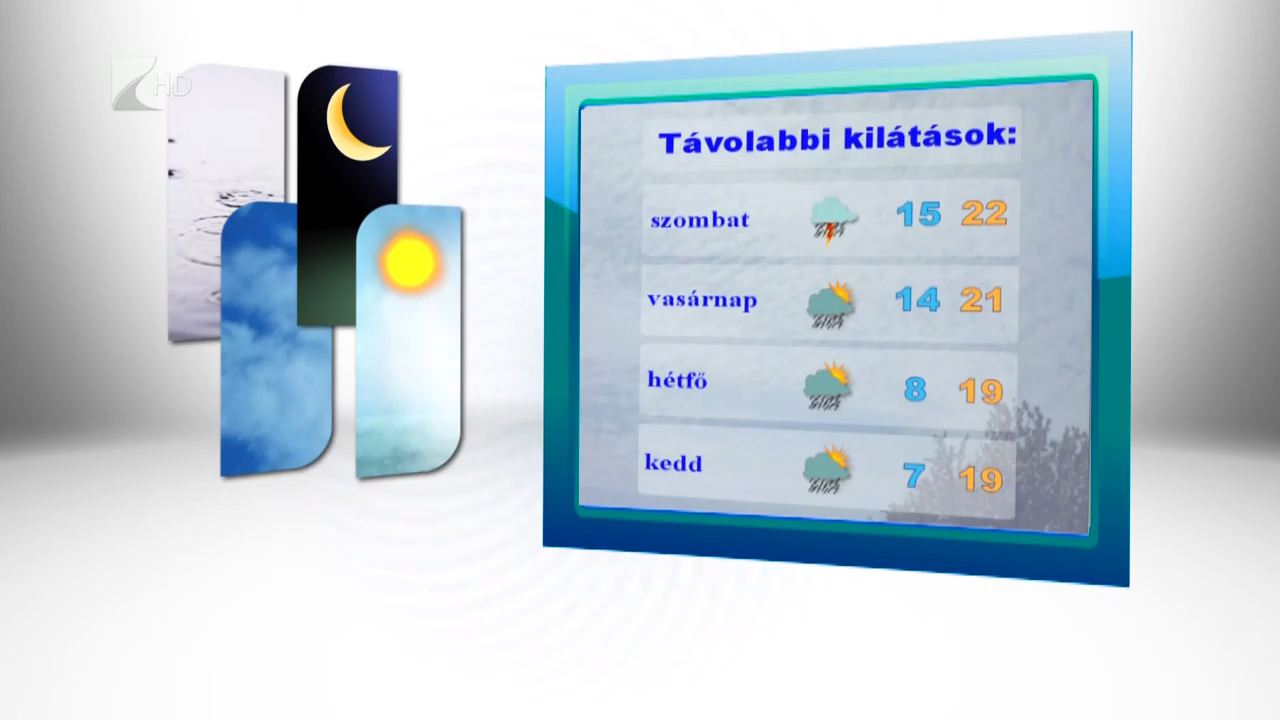 HD
Távolabbi kilátások:
szombat 15 22
vasárnap 14 21
hétfő 8 19
kedd 7 19